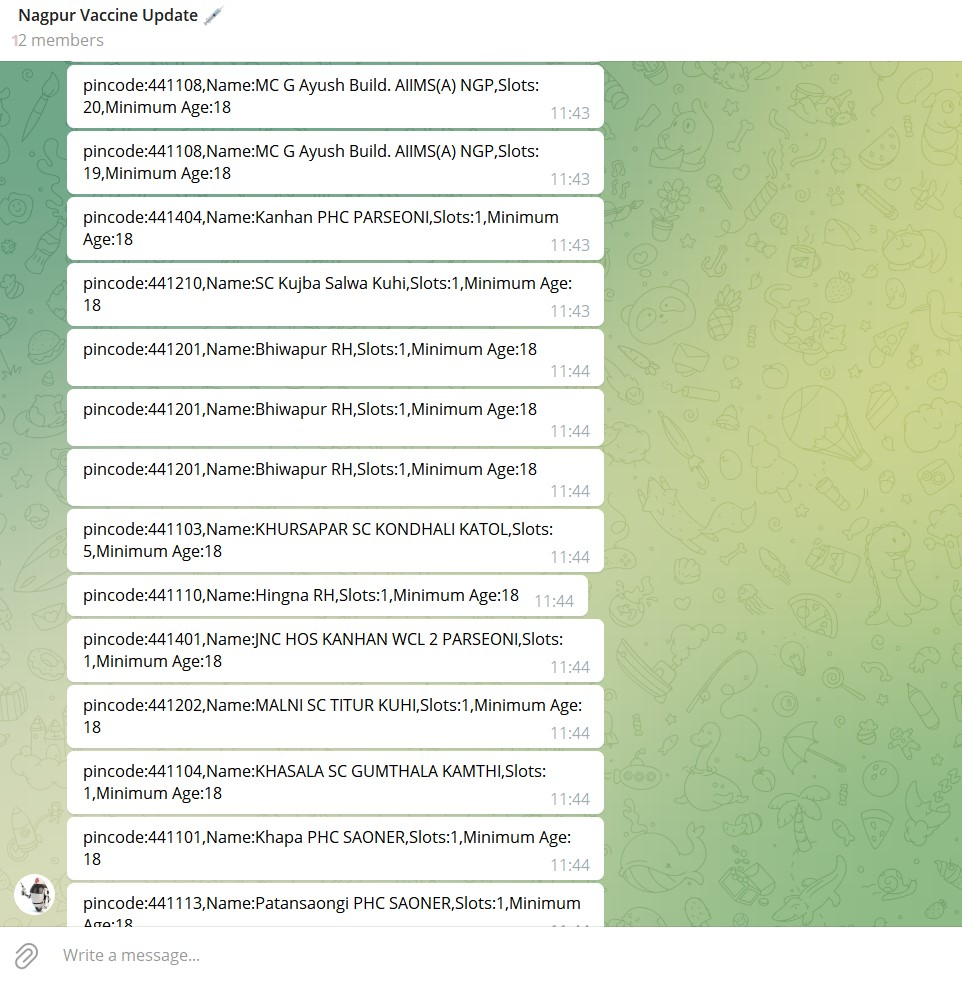 Nagpur Vaccine Update
12 members
pincode:441108,Name:MC G Ayush Build. AIIMS(A) NGP,Slots:
20,Minimum Age:18
11:43
pincode:441108,Name:MC G Ayush Build. AIIMS(A) NGP,Slots:
19,Minimum Age:18
11:43
pincode:441404,Name:Kanhan PHC PARSEONI,Slots:1,Minimum
Age:18
11:43
pincode:441210,Name:SC Kujba Salwa Kuhi,Slots:1,Minimum Age:
18
11:43
pincode:441201,Name:Bhiwapur RH,Slots:1,Minimum Age:18
11:44
pincode:441201,Name:Bhiwapur RH,Slots:1,Minimum Age:18
11:44
pincode:441201,Name:Bhiwapur RH,Slots:1,Minimum Age:18
11:44
pincode:441103,Name:KHURSAPAR SC KONDHALI KATOL,Slots:
5,Minimum Age:18
11:44
pincode:441110,Name:Hingna RH,Slots:1,Minimum Age:18 11:44
pincode:441401,Name:JNC HOS KANHAN WCL 2 PARSEONI,Slots:
1,Minimum Age:18
11:44
pincode:441202,Name:MALNI SC TITUR KUHI,Slots:1,Minimum Age:
18
11:44
pincode:441104,Name:KHASALA SC GUMTHALA KAMTHI,Slots:
1,Minimum Age:18
11:44
pincode:441101,Name:Khapa PHC SAONER,Slots:1,Minimum Age:
18
11:44
pincode:441113,Name:Patansaongi PHC SAONER,Slots:1,Minimum
Age:18
Write a message...